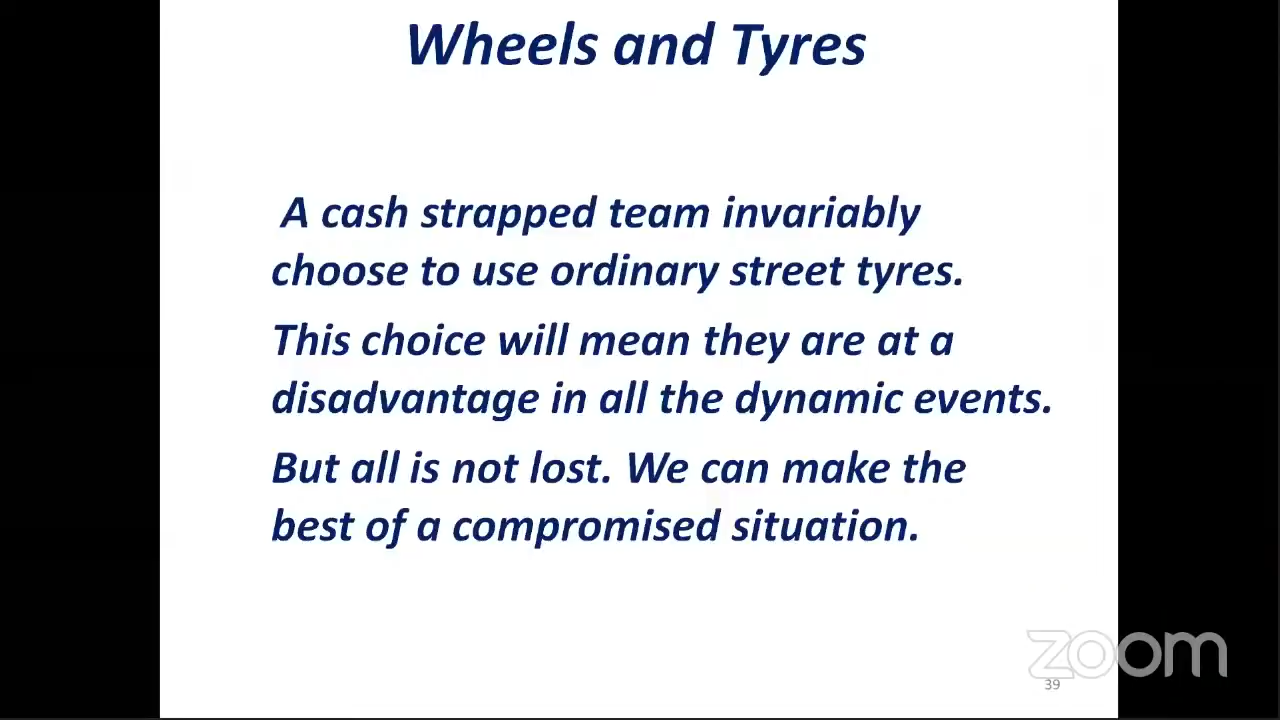 Wheels and Tyres
A cash strapped team invariably
choose to use ordinary street tyres.
This choice will mean they are at a
disadvantage in all the dynamic events.
But all is not lost. We can make the
best of a compromised situation.
zoom
39